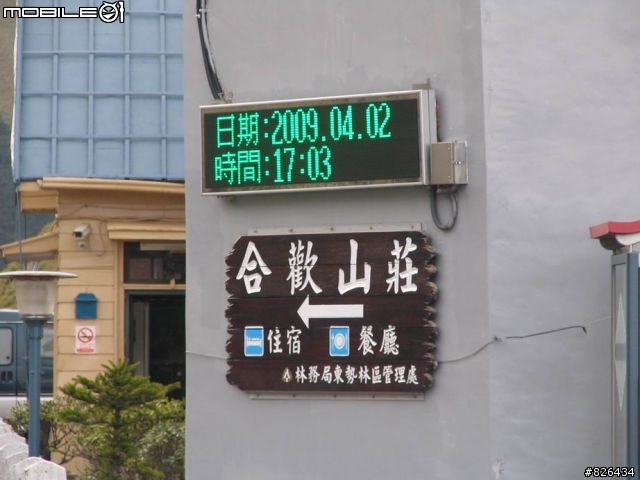 MOBILE01
日期:2009.04.02
時間:17:03
合歡山莊
住宿 餐廳
林務局東勢林區管理處
#826434